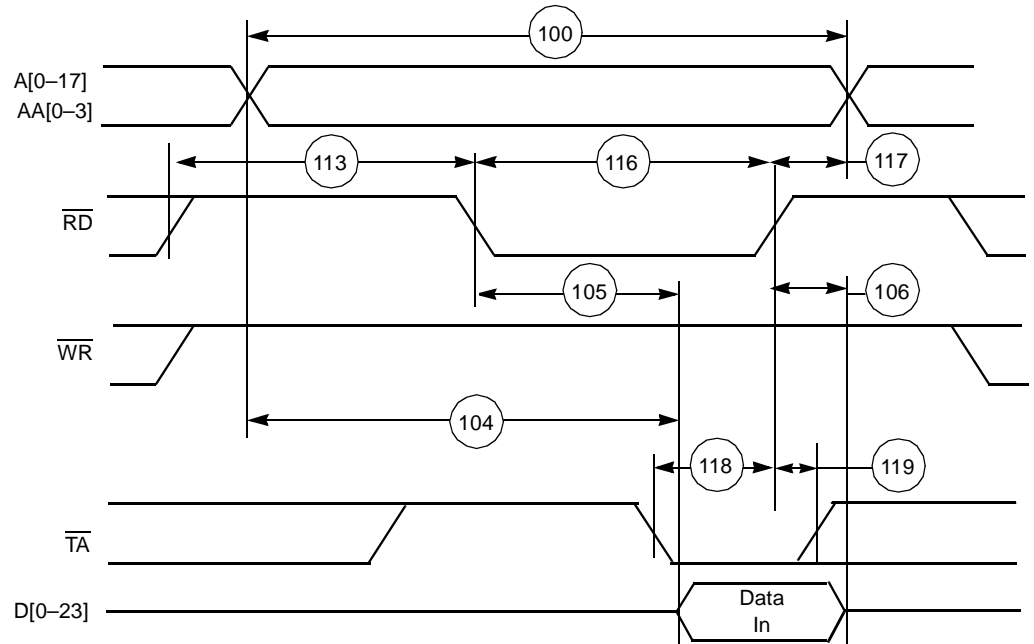 100
A[0–17]
AA[0–3]
113
116
117
RD
105
106
WR
104
118
119
TA
D[0–23]
Data
In